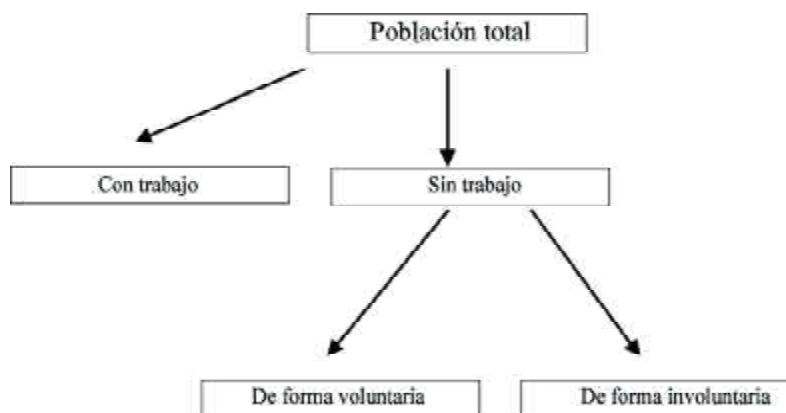 Población total
Con trabajo
Sin trabajo
De forma voluntaria
De forma involuntaria